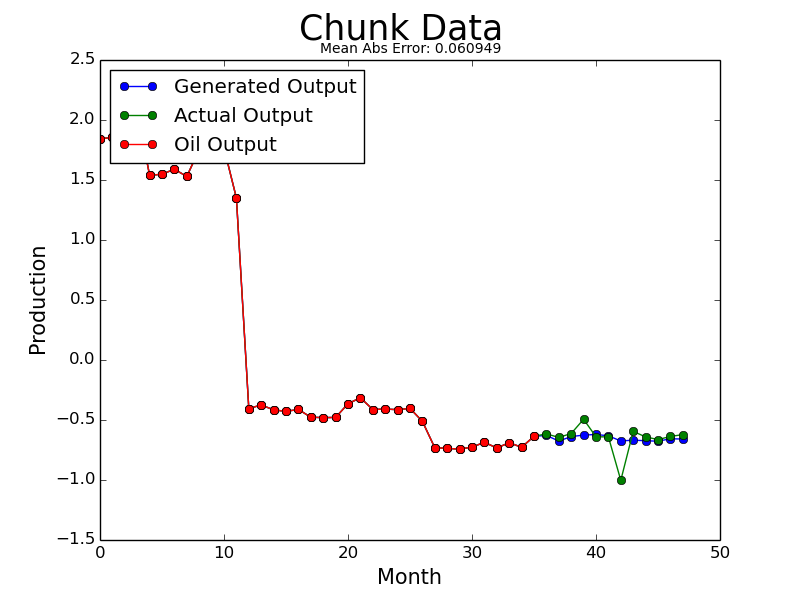 Chunk Data
Mean Abs Error: 0.060949
Generated Output
Actual Output
Oil Output
Production
2.5
2.0
1.5
1.0
0.5
0.0
−0.5
−1.0
−1.5
0 10 20 30 40 50
Month